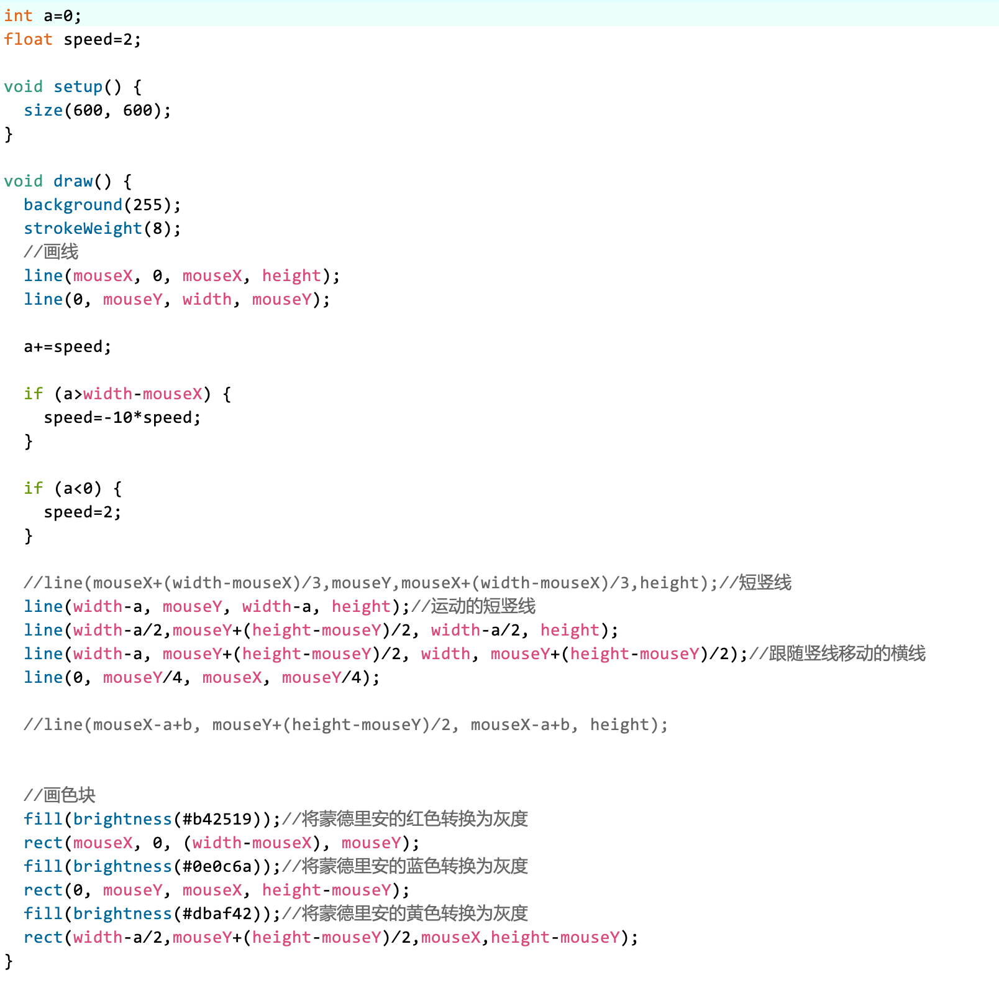 int a=0;
float speed=2;
void setup() {
size(600, 600);
}
void draw() {
background(255);
strokeWeight(8);
//画线
line(mouseX, 0, mouseX, height);
line(0, mouseY, width, mouseY);
a+=speed;
if (a>width-mouseX) {
speed=-10*speed;
}
if (a<0) {
speed=2;
}
//line(mouseX+(width-mouseX)/3,mouseY,mouseX+(width-mouseX)/3,height);//短竖线
line(width-a, mouseY, width-a, height);//运动的短竖线
line(width-a/2,mouseY+(height-mouseY)/2, width-a/2, height);
line(width-a, mouseY+(height-mouseY)/2, width, mouseY+(height-mouseY)/2);//跟随竖线移动的横线
line(0, mouseY/4, mouseX, mouseY/4);
//line(mouseX-a+b, mouseY+(height-mouseY)/2, mouseX-a+b, height);
//画色块
fill(brightness(#b42519));//将蒙德里安的红色转换为灰度
rect(mouseX, 0, (width-mouseX), mouseY);
fill(brightness(#0e0c6a));//将蒙德里安的蓝色转换为灰度
rect(0, mouseY, mouseX, height-mouseY);
fill(brightness(#dbaf42));//将蒙德里安的黄色转换为灰度
rect(width-a/2,mouseY+(height-mouseY)/2,mouseX,height-mouseY);
}